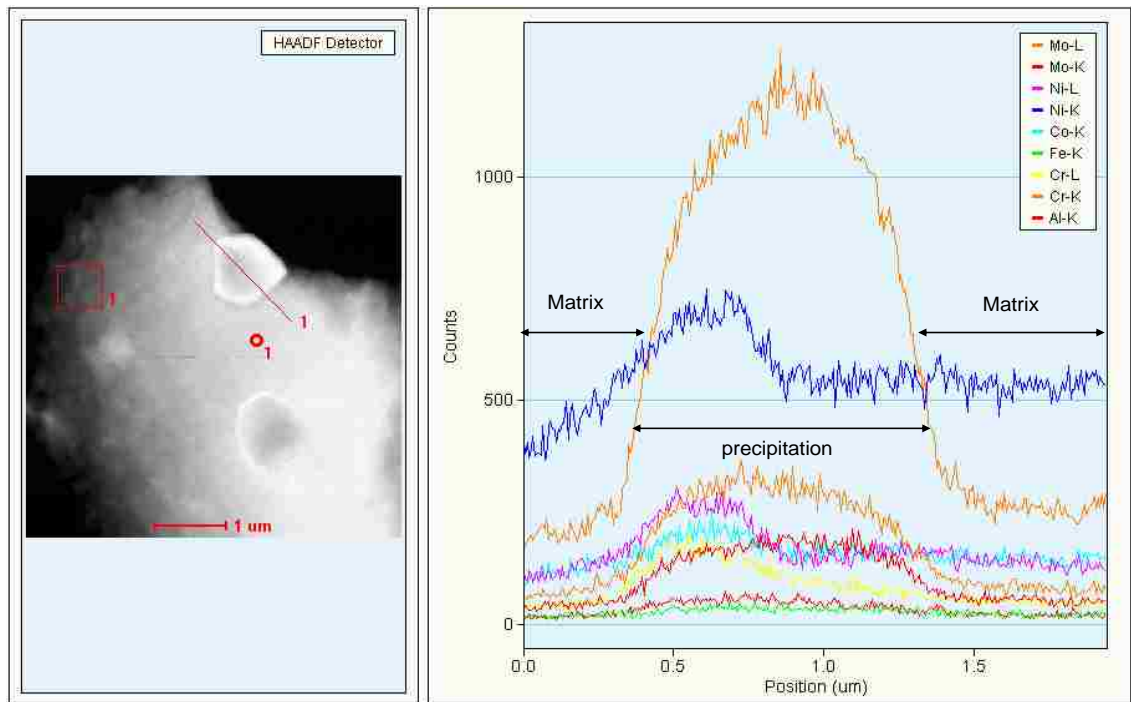 HAADF Detector
1
1
1
1 um
Mo-L
Mo-K
Ni-L
Ni-K
Co-K
Fe-K
Cr-L
Cr-K
Al-K
1000
500
0
Counts
Matrix
Matrix
precipitation
0.0
0.5
1.0
1.5
Position (um)